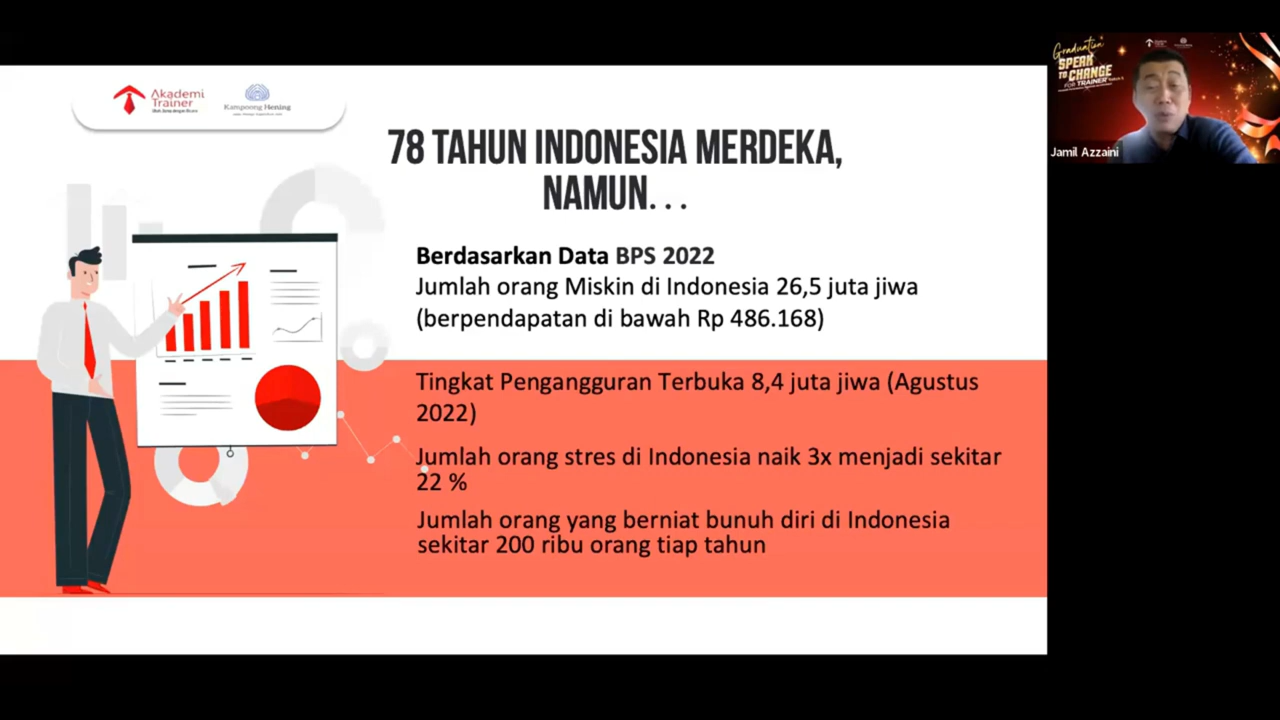 Akademi
Trainer
Kampoeng Hening
78 TAHUN INDONESIA MERDEKA,
NAMUN...
Berdasarkan Data BPS 2022
Jumlah orang Miskin di Indonesia 26,5 juta jiwa
(berpendapatan di bawah Rp 486.168)
Tingkat Pengangguran Terbuka 8,4 juta jiwa (Agustus
2022)
Jumlah orang stres di Indonesia naik 3x menjadi sekitar
22 %
Jumlah orang yang berniat bunuh diri di Indonesia
sekitar 200 ribu orang tiap tahun
Graduation
SPEAK
TO CHANGE
FOR TRAINER
Jamil Azzaini